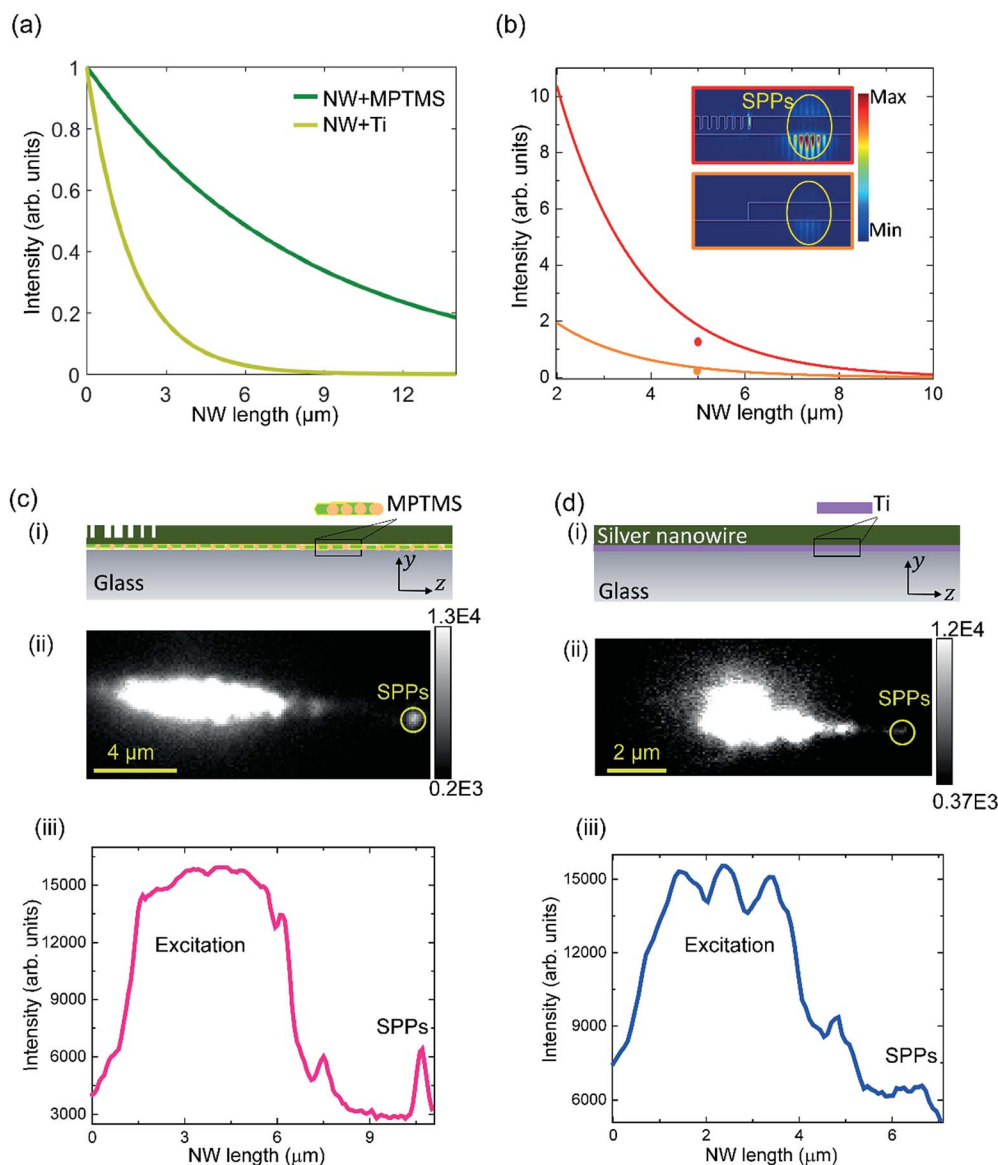 (a)
Intensity (arb. units)
1
0.8
0.6
0.4
0.2
0
0
3
6
9
12
NW length (μm)
NW+MPTMS
NW+Ti
(b)
Intensity (arb. units)
10
8
6
4
2
0
2
4
6
8
10
NW length (μm)
SPPs
Max
Min
(c)
MPTMS
(i)
Glass
y
z
(ii)
SPPs
4 μm
1.3E4
0.2E3
(iii)
Intensity (arb. units)
15000
12000
9000
6000
3000
0
3
6
9
NW length (μm)
Excitation
SPPs
(d)
Ti
(i)
Silver nanowire
Glass
y
z
(ii)
SPPs
2 μm
1.2E4
0.37E3
(iii)
Intensity (arb. units)
15000
12000
9000
6000
0
2
4
6
NW length (μm)
Excitation
SPPs